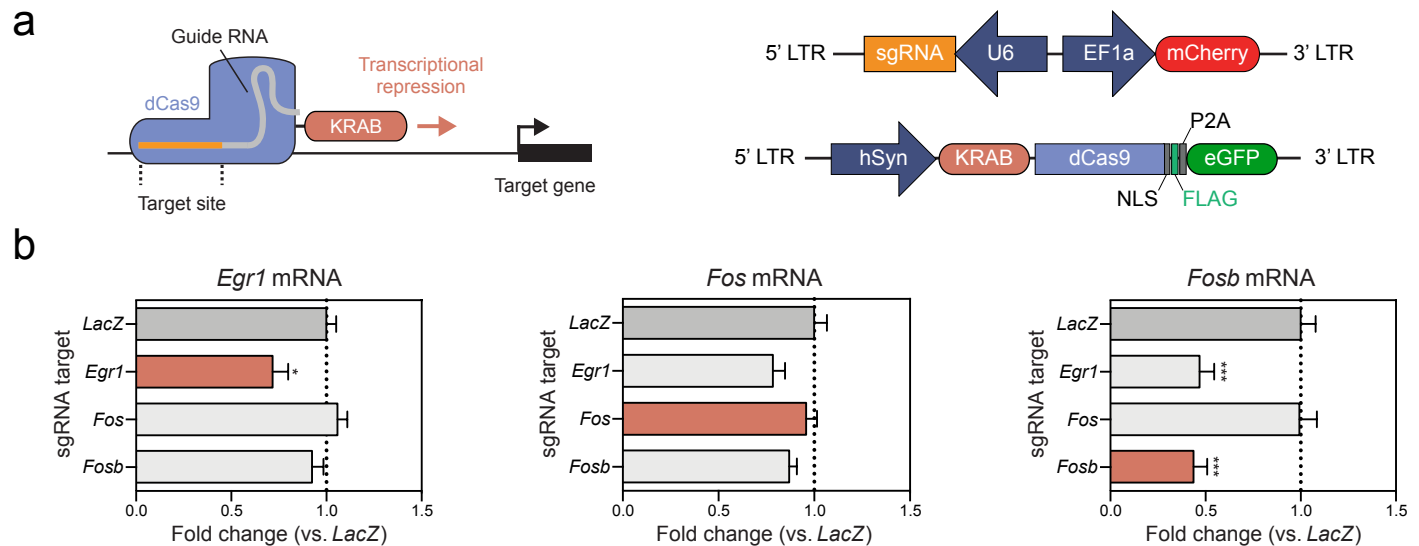 a
Guide RNA
dCas9
Transcriptional
repression
KRAB
Target gene
Target site
5’ LTR
sgRNA
U6
EF1a
mCherry
3’ LTR
P2A
5’ LTR
hSyn
KRAB
dCas9
eGFP
3’ LTR
NLS
FLAG
b
Egr1 mRNA
sgRNA target
LacZ
Egr1
*
Fos
Fosb
0.0
0.5
1.0
1.5
Fold change (vs. LacZ)
Fos mRNA
sgRNA target
LacZ
Egr1
Fos
Fosb
0.0
0.5
1.0
1.5
Fold change (vs. LacZ)
Fosb mRNA
sgRNA target
LacZ
Egr1
***
Fos
Fosb
***
0.0
0.5
1.0
1.5
Fold change (vs. LacZ)